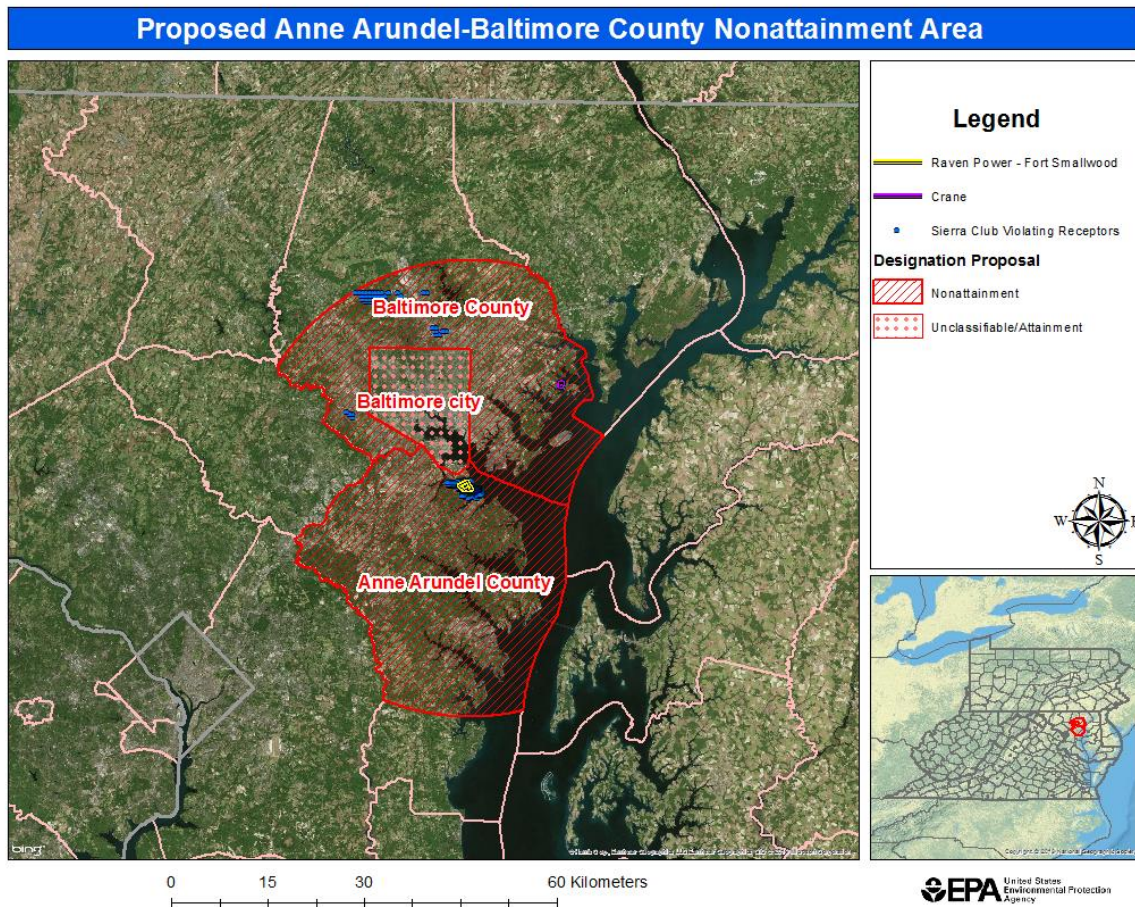 Proposed Anne Arundel-Baltimore County Nonattainment Area
Baltimore County
Baltimore city
Anne Arundel County
bing
Legend
Raven Power - Fort Smallwood
Crane
Sierra Club Violating Receptors
Designation Proposal
Nonattainment
Unclassifiable/Attainment
N
W
E
S
0 15 30 60 Kilometers
EPA
United States
Environmental Protection
Agency